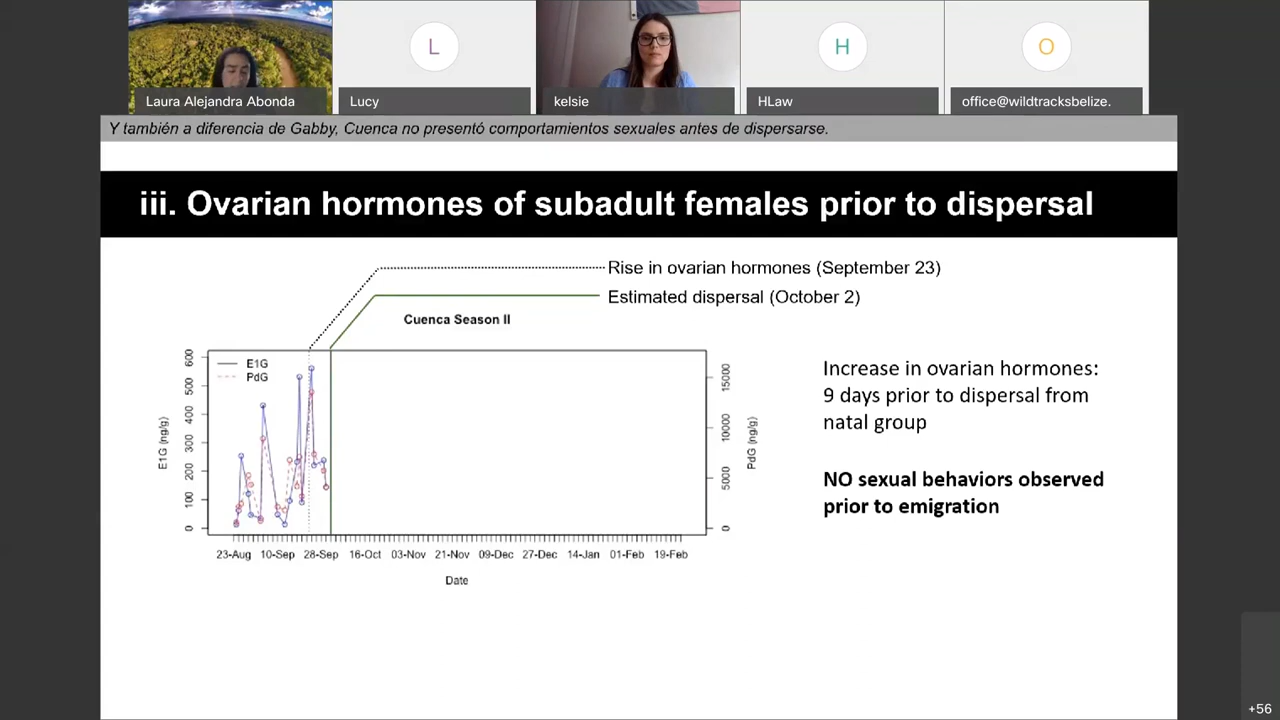 L
H
O
Laura Alejandra Abonda
Lucy
kelsie
HLaw
office@wildtracksbelize.
Y también a diferencia de Gabby, Cuenca no presentó comportamientos sexuales antes de dispersarse.
iii. Ovarian hormones of subadult females prior to dispersal
Rise in ovarian hormones (September 23)
Estimated dispersal (October 2)
Cuenca Season II
E1G
PdG
600
500
400
300
200
100
0
E1G (ng/g)
15000
10000
5000
0
PdG (ng/g)
23-Aug 10-Sep 28-Sep 16-Oct 03-Nov 21-Nov 09-Dec 27-Dec 14-Jan 01-Feb 19-Feb
Date
Increase in ovarian hormones:
9 days prior to dispersal from
natal group
NO sexual behaviors observed
prior to emigration
+56